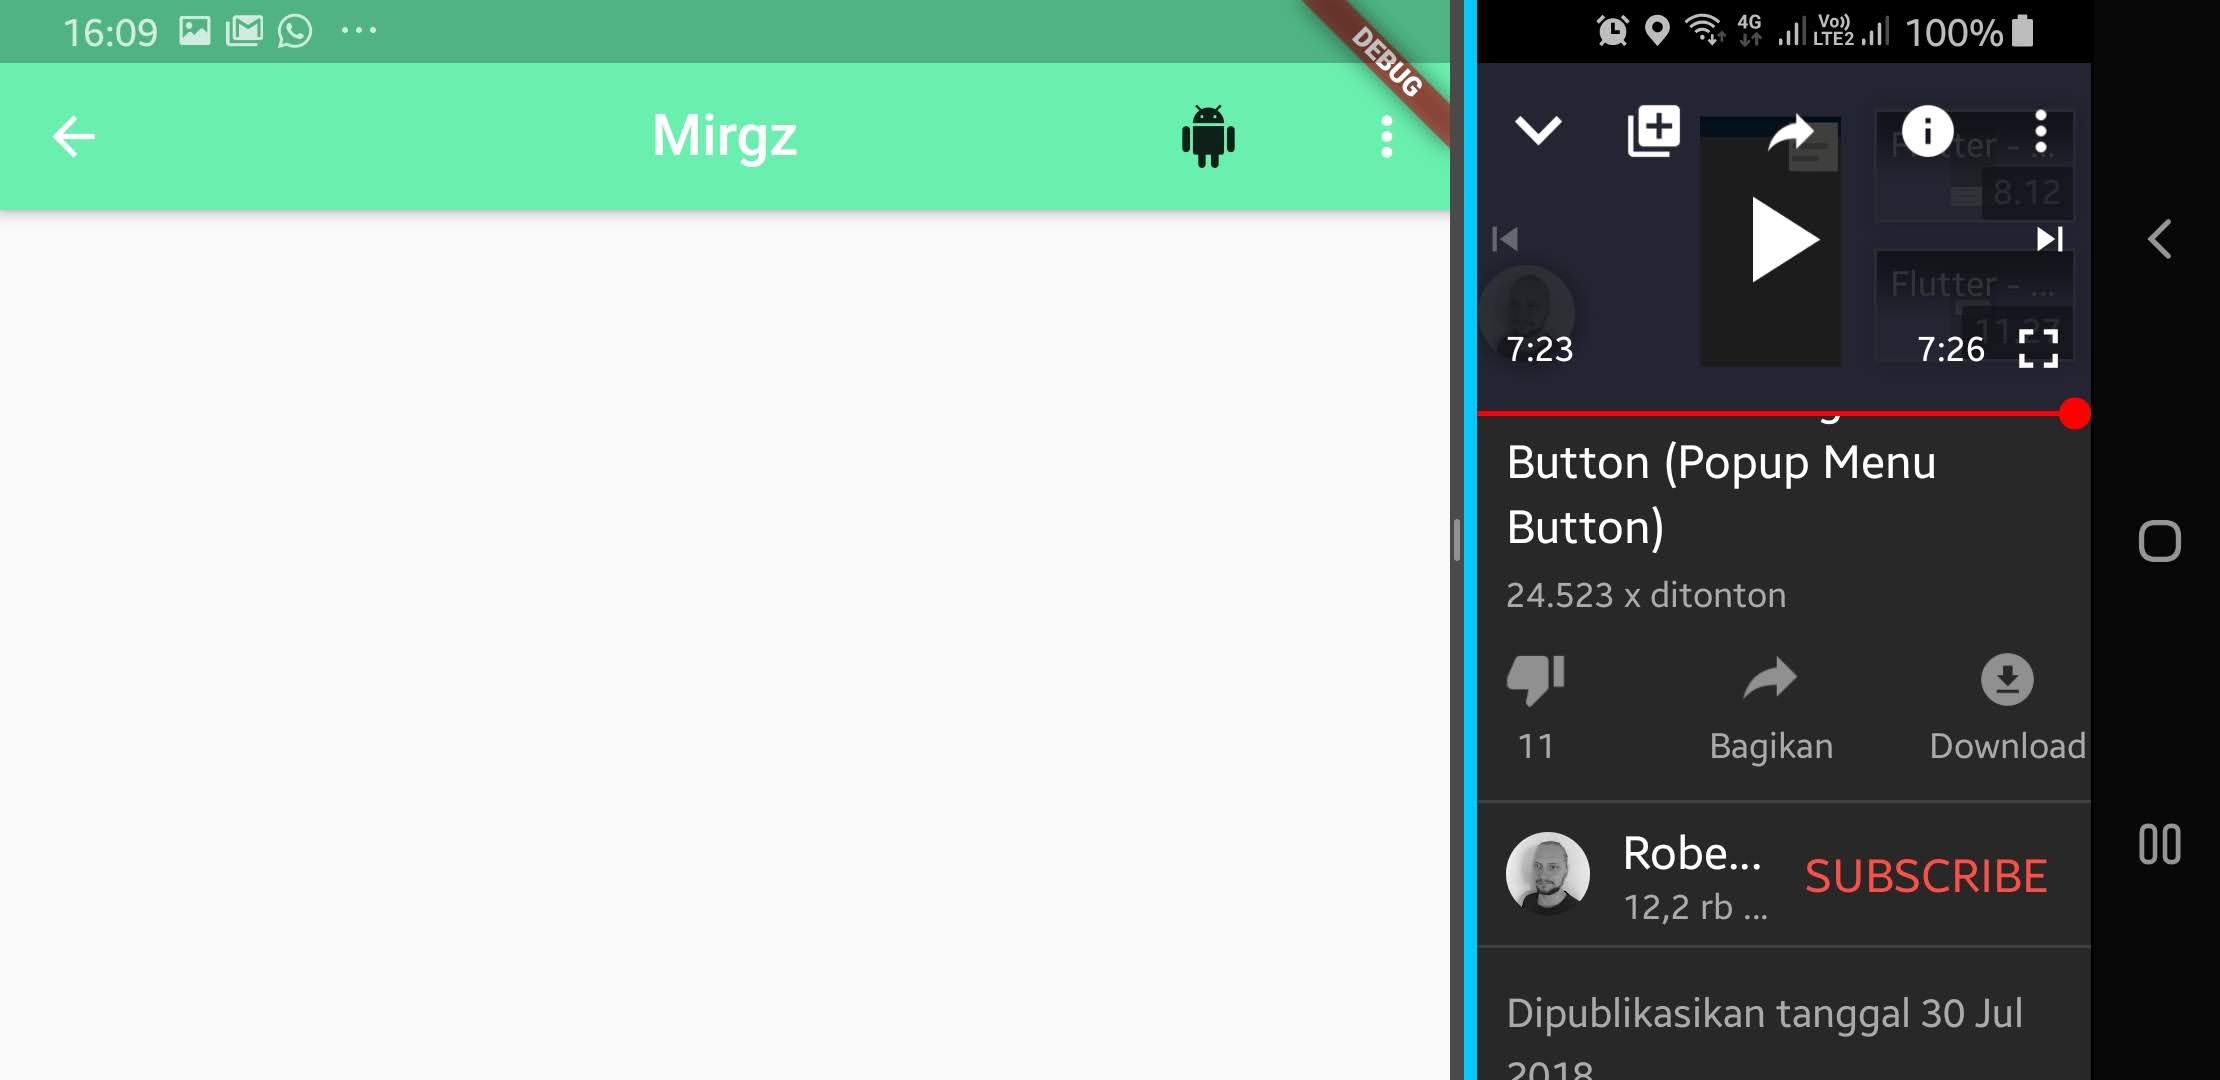 16:09
DEBUG
Mirgz
4G
Vo))
LTE2
100%
8.12
Flutter - ...
7:23
7:26
Button (Popup Menu
Button)
24.523 x ditonton
11
Bagikan
Download
Robe...
12,2 rb ...
SUBSCRIBE
Dipublikasikan tanggal 30 Jul
2018